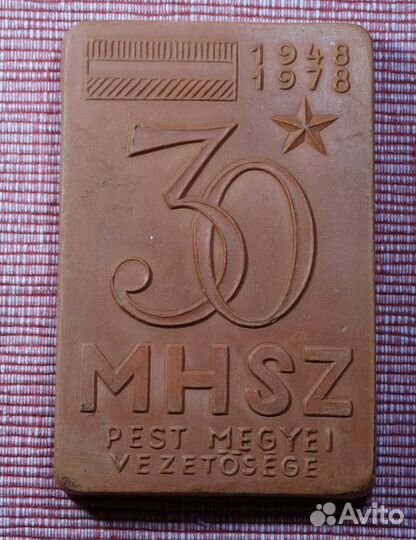 1948
1978
30
MHSZ
PEST MEGYEI
VEZETŐSÉGE
Avito